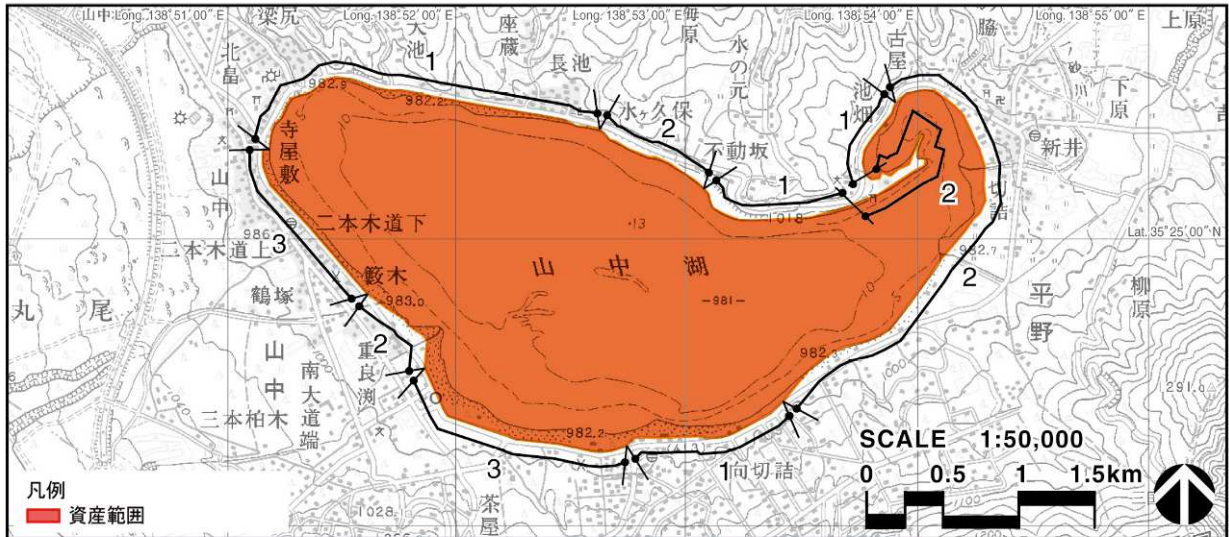 Long. 138°51′00″E
Long. 138°52′00″E
Long. 138°53′00″E
Long. 138°54′00″E
Long. 138°55′00″E
山中
梁尻
大池
座蔵
水の元
古屋
脇
上原
北畠
長池
水ヶ久保
池畑
下原
982.9
982.2
1
2
1
不動坂
1
新井
寺屋敷
山中
切詰
2
1018
二本木道下
·13
986
二本木道上
Lat. 35°25′00″N
3
982.7
籔木
山中湖
2
鶴塚
983.0
-981-
丸尾
平野
柳原
2
重良渕
山中
南大道端
三本柏木
982.3
291.0
982.2
3
1
向切詰
茶屋
1028
SCALE 1:50,000
0 0.5 1 1.5km
凡例
資産範囲